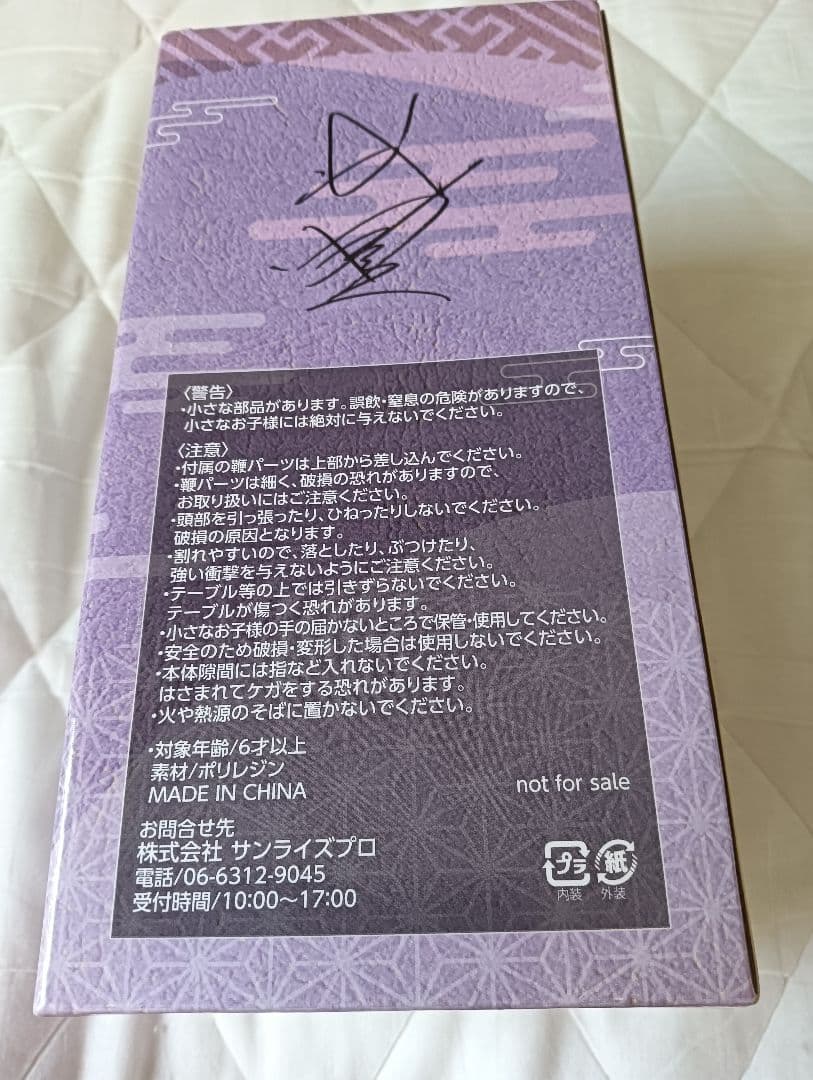 〈警告〉
・小さな部品があります。誤飲・窒息の危険がありますので、
小さなお子様には絶対に与えないでください。
〈注意〉
・付属の鞭パーツは上部から差し込んでください。
・鞭パーツは細く、破損の恐れがありますので、
お取り扱いにはご注意ください。
・頭部を引っ張ったり、ひねったりしないでください。
破損の原因となります。
・割れやすいので、落としたり、ぶつけたり、
強い衝撃を与えないようにご注意ください。
・テーブル等の上では引きずらないでください。
テーブルが傷つく恐れがあります。
・小さなお子様の手の届かないところで保管・使用してください。
・安全のため破損・変形した場合は使用しないでください。
・本体隙間には指など入れないでください。
はさまれてケガをする恐れがあります。
・火や熱源のそばに置かないでください。
・対象年齢/6才以上
素材/ポリレジン
MADE IN CHINA
not for sale
お問合せ先
株式会社 サンライズプロ
電話/06-6312-9045
受付時間/10:00〜17:00
プラ 紙
内装 外装